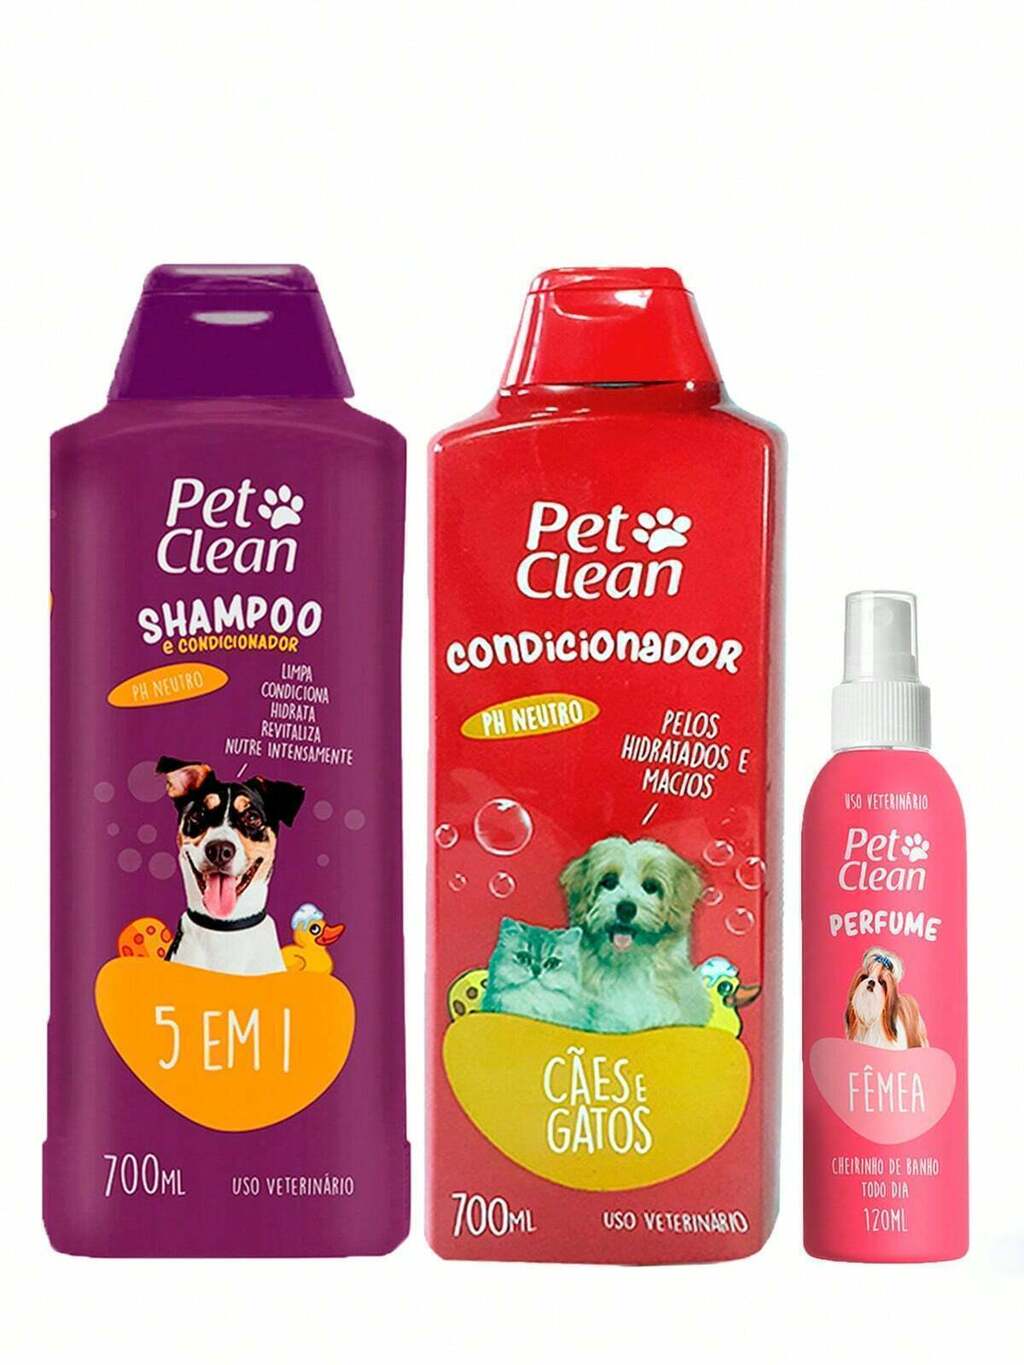 Pet
Clean
SHAMPOO
e CONDICIONADOR
PH NEUTRO
LIMPA
CONDICIONA
HIDRATA
REVITALIZA
NUTRE INTENSAMENTE
5 EM 1
700ML
USO VETERINÁRIO
Pet
Clean
CONDICIONADOR
PH NEUTRO
PELOS
HIDRATADOS E
MACIOS
CÃES E
GATOS
700ML
USO VETERINÁRIO
USO VETERINÁRIO
Pet
Clean
PERFUME
FÊMEA
CHEIRINHO DE BANHO
TODO DIA
120ML